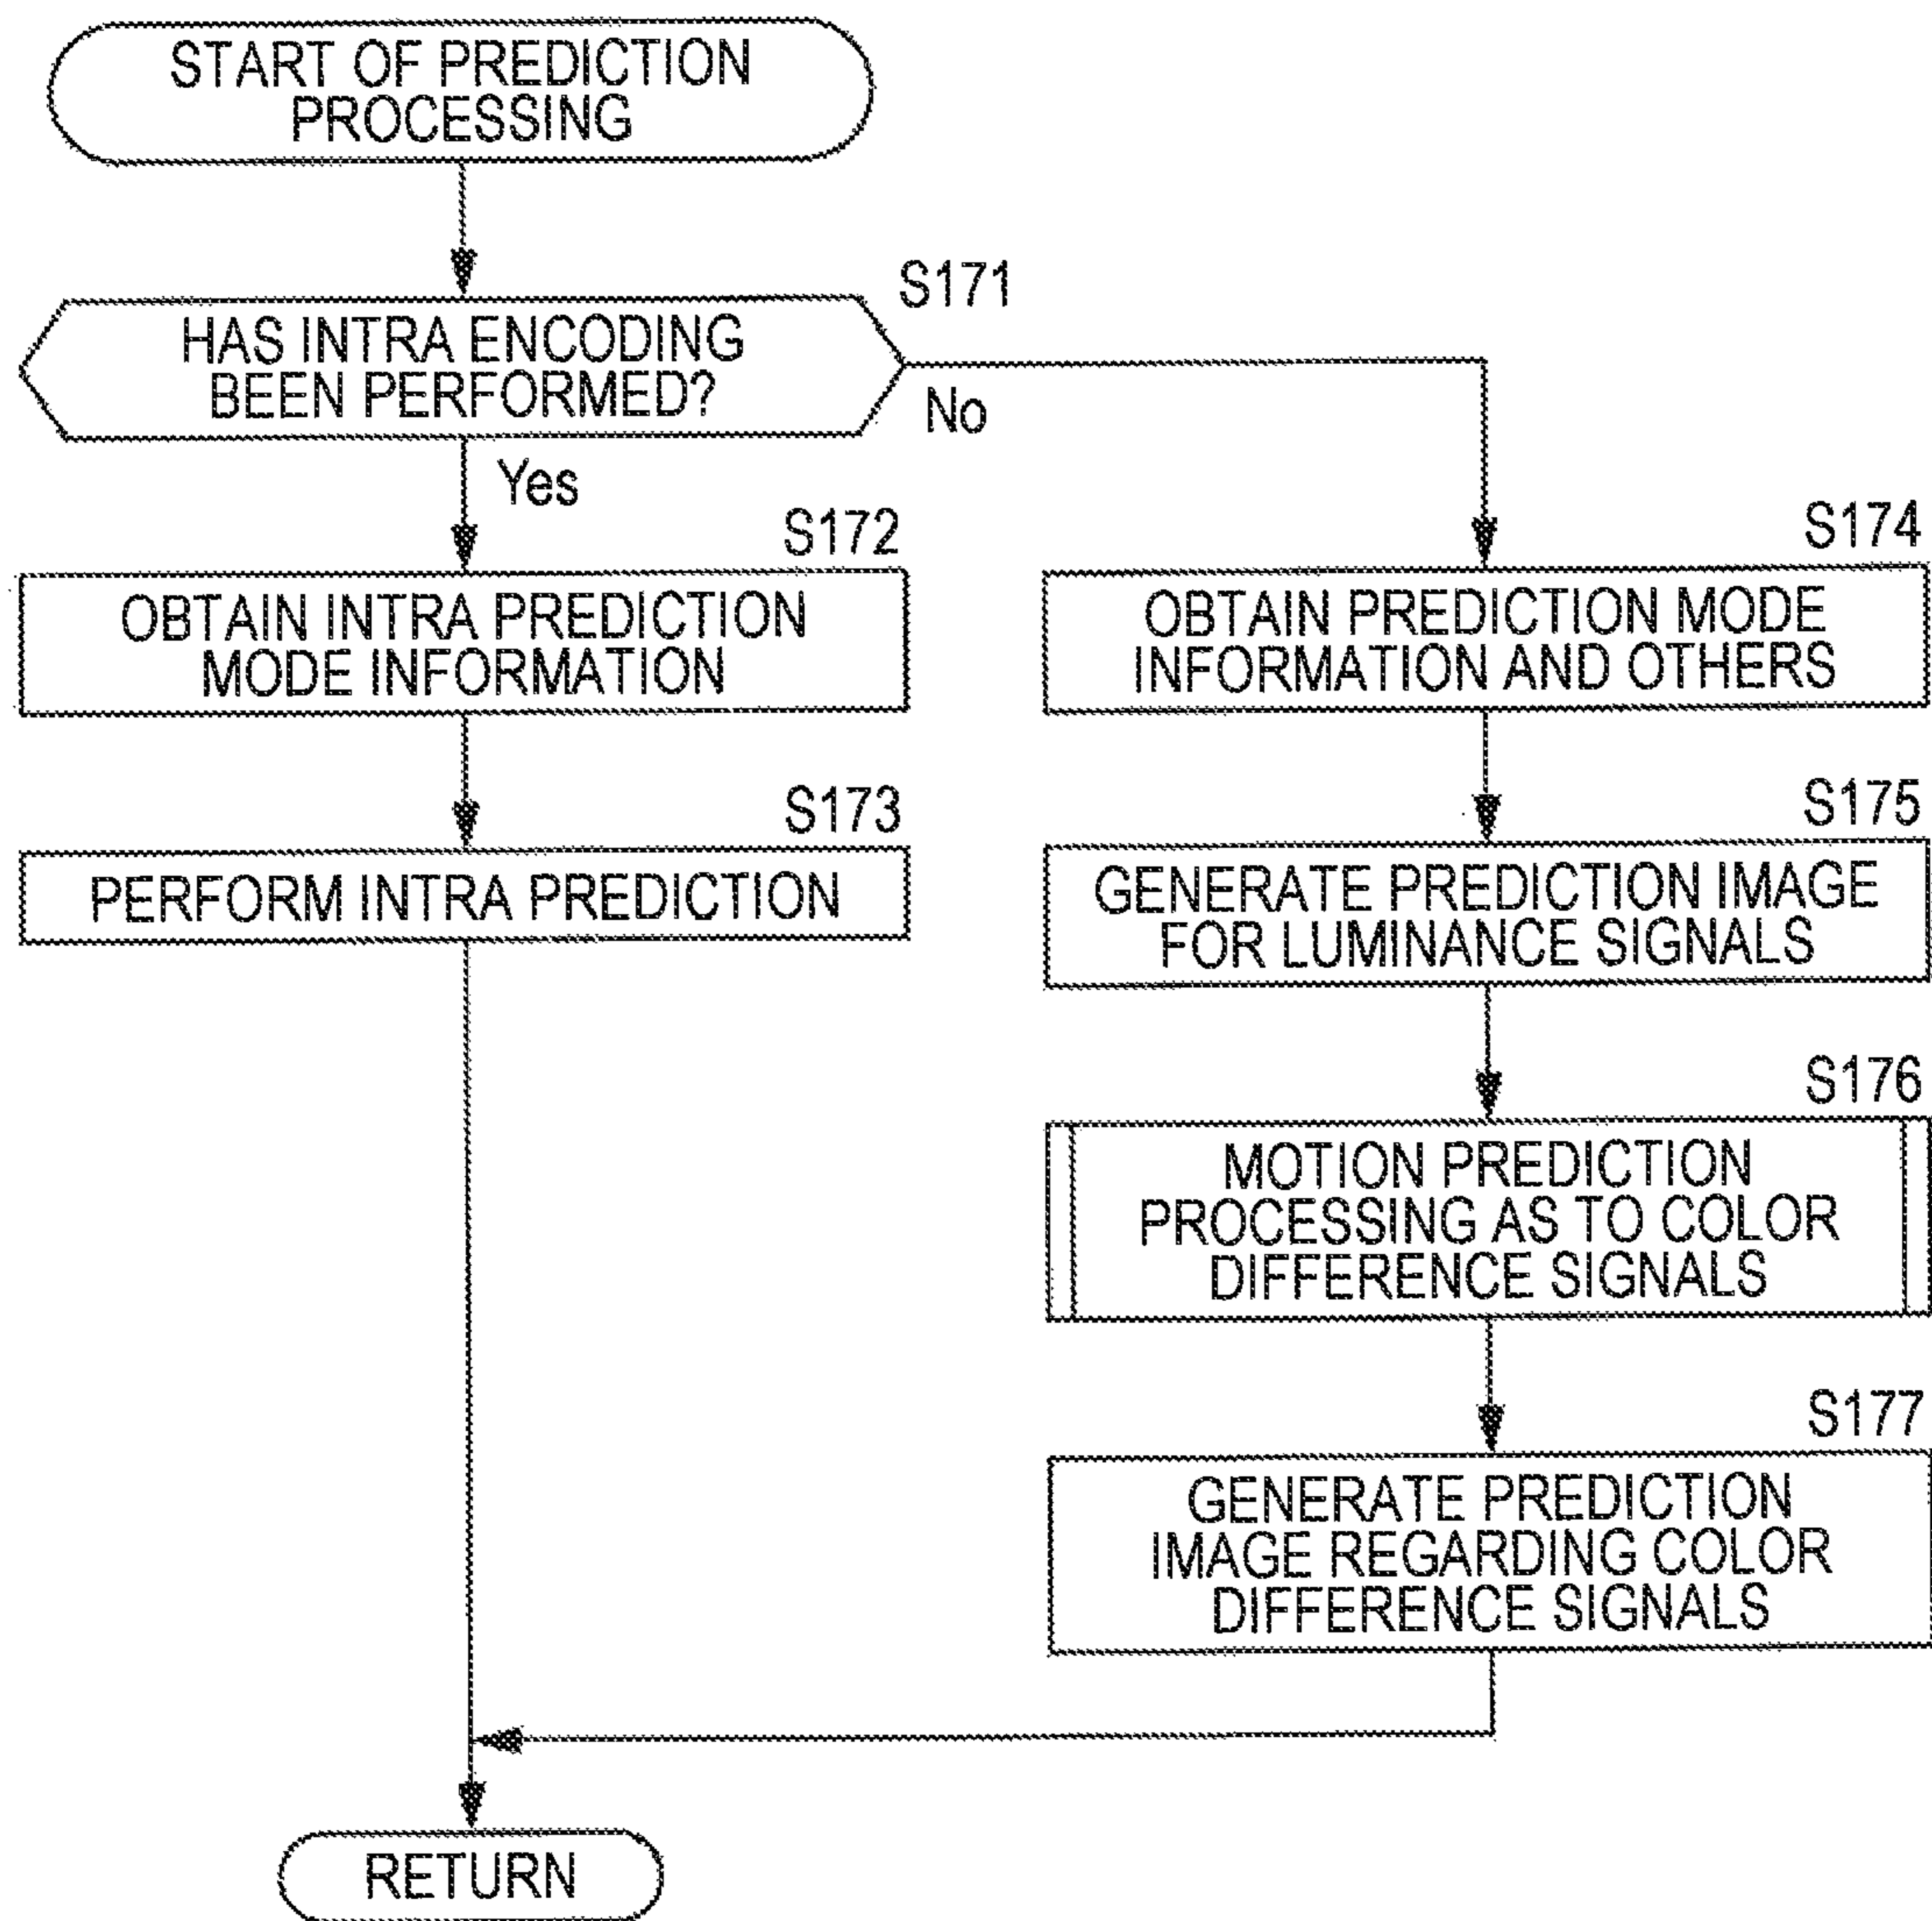 START OF PREDICTION
PROCESSING
S171
HAS INTRA ENCODING
BEEN PERFORMED?
No
Yes
S172
OBTAIN INTRA PREDICTION
MODE INFORMATION
S173
PERFORM INTRA PREDICTION
S174
OBTAIN PREDICTION MODE
INFORMATION AND OTHERS
S175
GENERATE PREDICTION IMAGE
FOR LUMINANCE SIGNALS
S176
MOTION PREDICTION
PROCESSING AS TO COLOR
DIFFERENCE SIGNALS
S177
GENERATE PREDICTION
IMAGE REGARDING COLOR
DIFFERENCE SIGNALS
RETURN